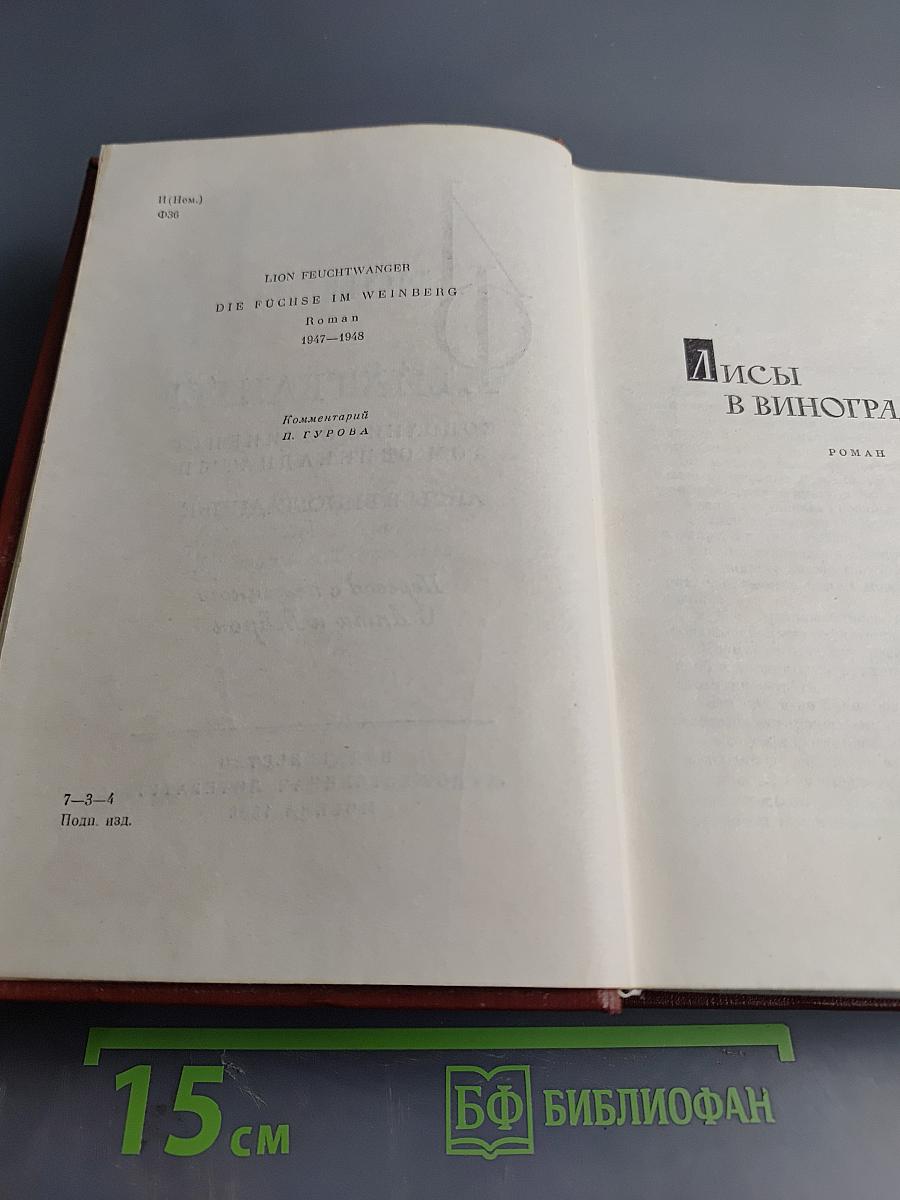 И(Нем.)
Ф36
LION FEUCHTWANGER
DIE FÜCHSE IM WEINBERG
Roman
1947—1948
Комментарий
И. ГУРОВА
7—3—4
Подп. изд.
ЛИСЫ
В ВИНОГРА
РОМАН
15 см
БФ БИБЛИОФАН